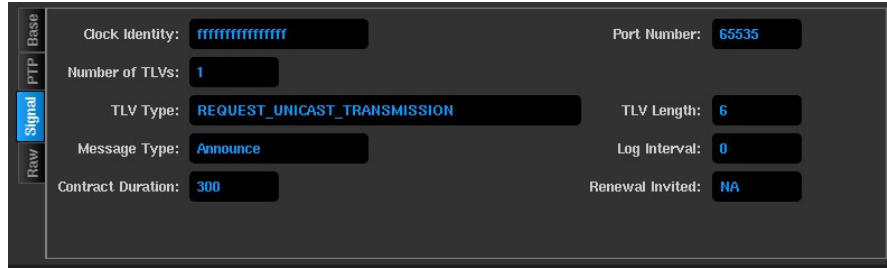 Base
PTP
Signal
Raw
Clock Identity: ffffffffffffffff Port Number: 65535
Number of TLVs: 1
TLV Type: REQUEST_UNICAST_TRANSMISSION TLV Length: 6
Message Type: Announce Log Interval: 0
Contract Duration: 300 Renewal Invited: NA